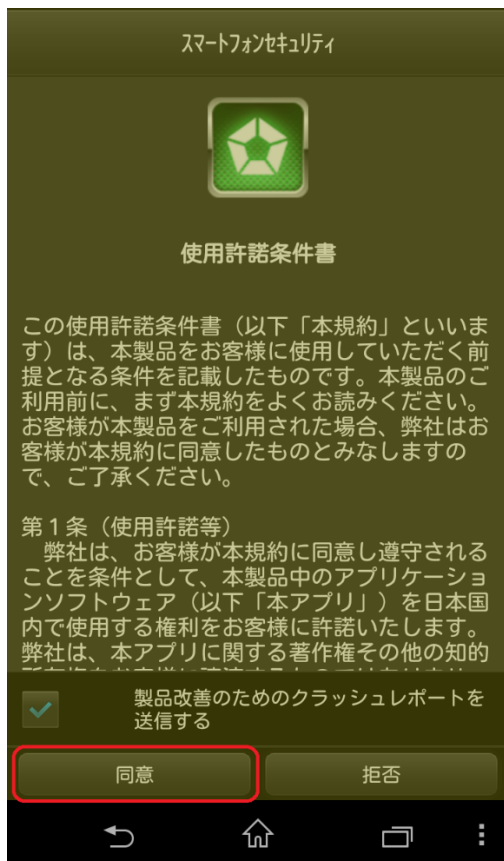 スマートフォンセキュリティ
使用許諾条件書
この使用許諾条件書（以下「本規約」といいま
す）は、本製品をお客様に使用していただく前
提となる条件を記載したものです。本製品のご
利用前に、まず本規約をよくお読みください。
お客様が本製品をご利用された場合、弊社はお
客様が本規約に同意したものとみなしますの
で、ご了承ください。
第１条（使用許諾等）
　弊社は、お客様が本規約に同意し遵守される
ことを条件として、本製品中のアプリケーショ
ンソフトウェア（以下「本アプリ」）を日本国
内で使用する権利をお客様に許諾いたします。
弊社は、本アプリに関する著作権その他の知的
製品改善のためのクラッシュレポートを
送信する
同意
拒否